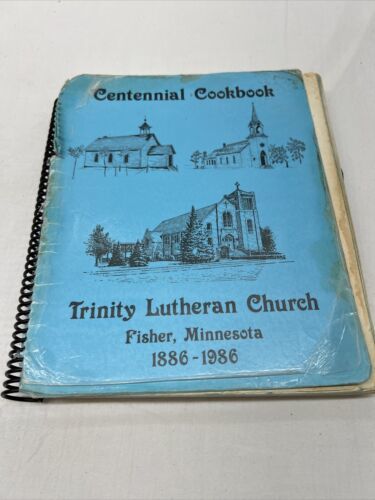 Centennial Cookbook
Trinity Lutheran Church
Fisher, Minnesota
1886-1986